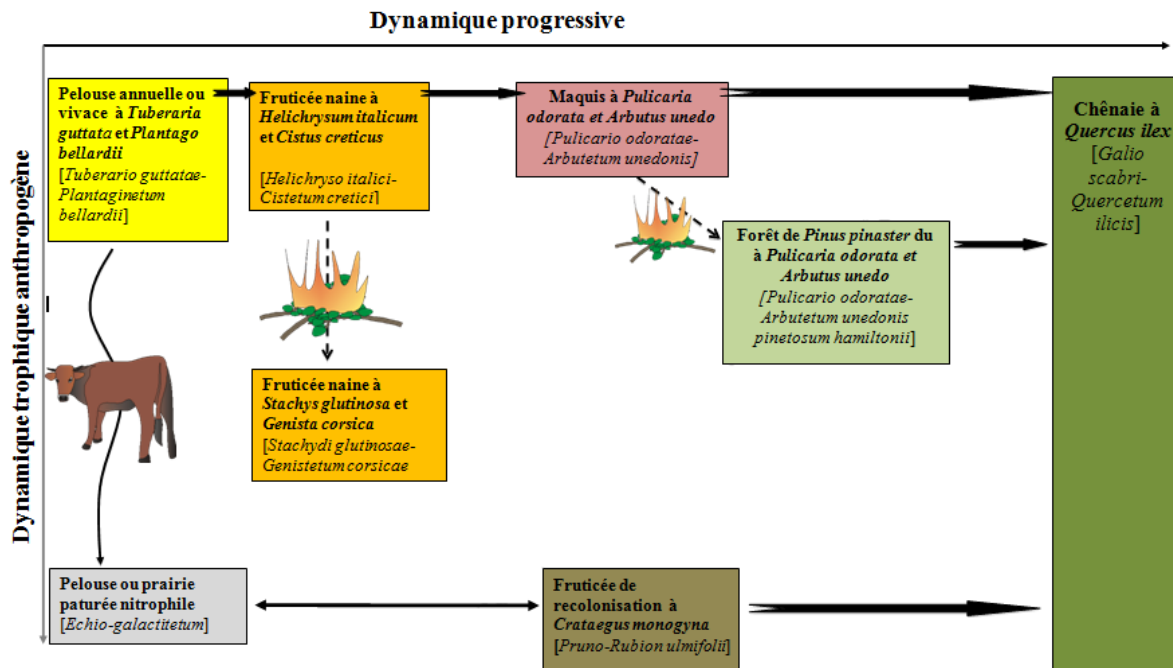 Dynamique progressive
Dynamique trophique anthropogène
Pelouse annuelle ou
vivace à Tuberaria
guttata et Plantago
bellardii
[Tuberario guttatae-
Plantaginetum
bellardii]
Fruticée naine à
Helichrysum italicum
et Cistus creticus
[Helichryso italici-
Cistetum cretici]
Maquis à Pulicaria
odorata et Arbutus unedo
[Pulicario odoratae-
Arbutetum unedonis]
Chênaie à
Quercus ilex
[Galio
scabri-
Quercetum
ilicis]
Forêt de Pinus pinaster du
à Pulicaria odorata et
Arbutus unedo
[Pulicario odoratae-
Arbutetum unedonis
pinetosum hamiltonii]
Fruticée naine à
Stachys glutinosa et
Genista corsica
[Stachydi glutinosae-
Genistetum corsicae
Pelouse ou prairie
paturée nitrophile
[Echio-galactitetum]
Fruticée de
recolonisation à
Crataegus monogyna
[Pruno-Rubion ulmifolii]